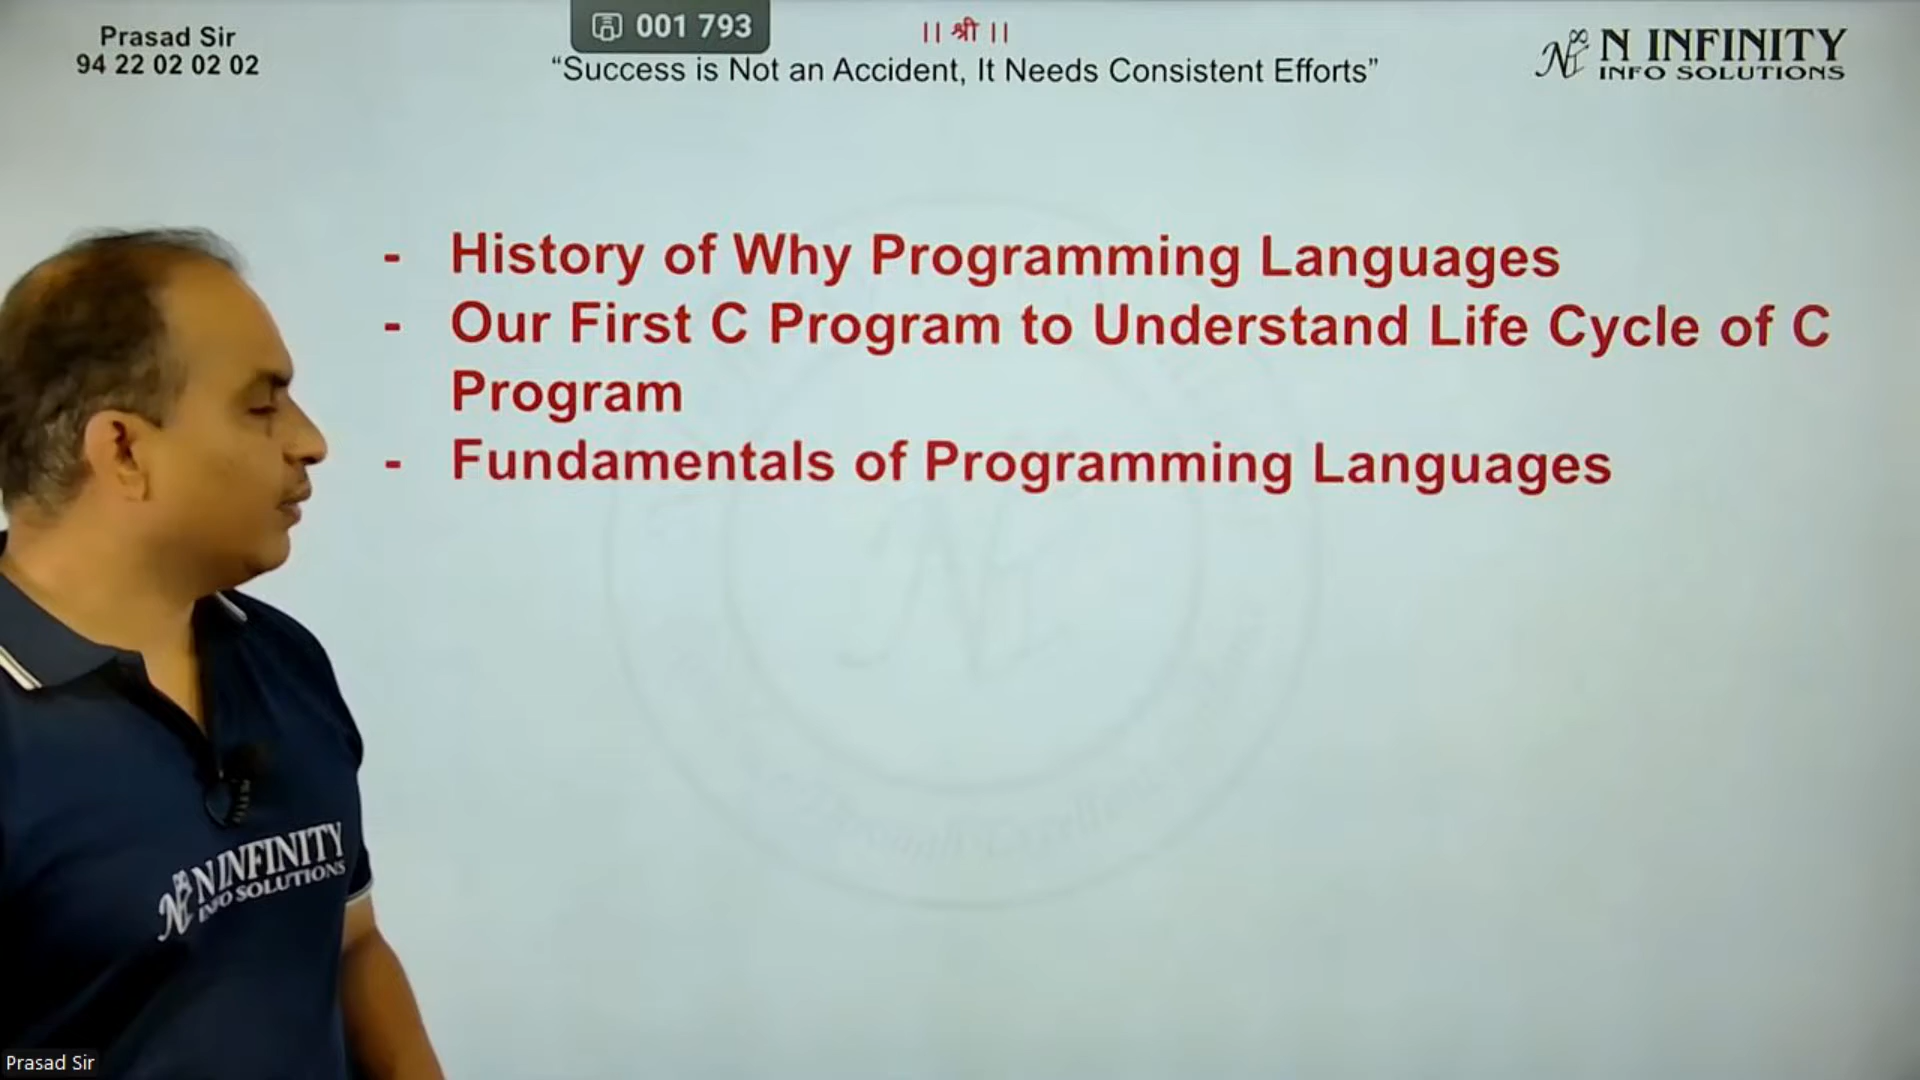 Prasad Sir
94 22 02 02 02
001 793
|| श्री ||
“Success is Not an Accident, It Needs Consistent Efforts”
N INFINITY
INFO SOLUTIONS
- History of Why Programming Languages
- Our First C Program to Understand Life Cycle of C
Program
- Fundamentals of Programming Languages
N INFINITY
INFO SOLUTIONS
Prasad Sir